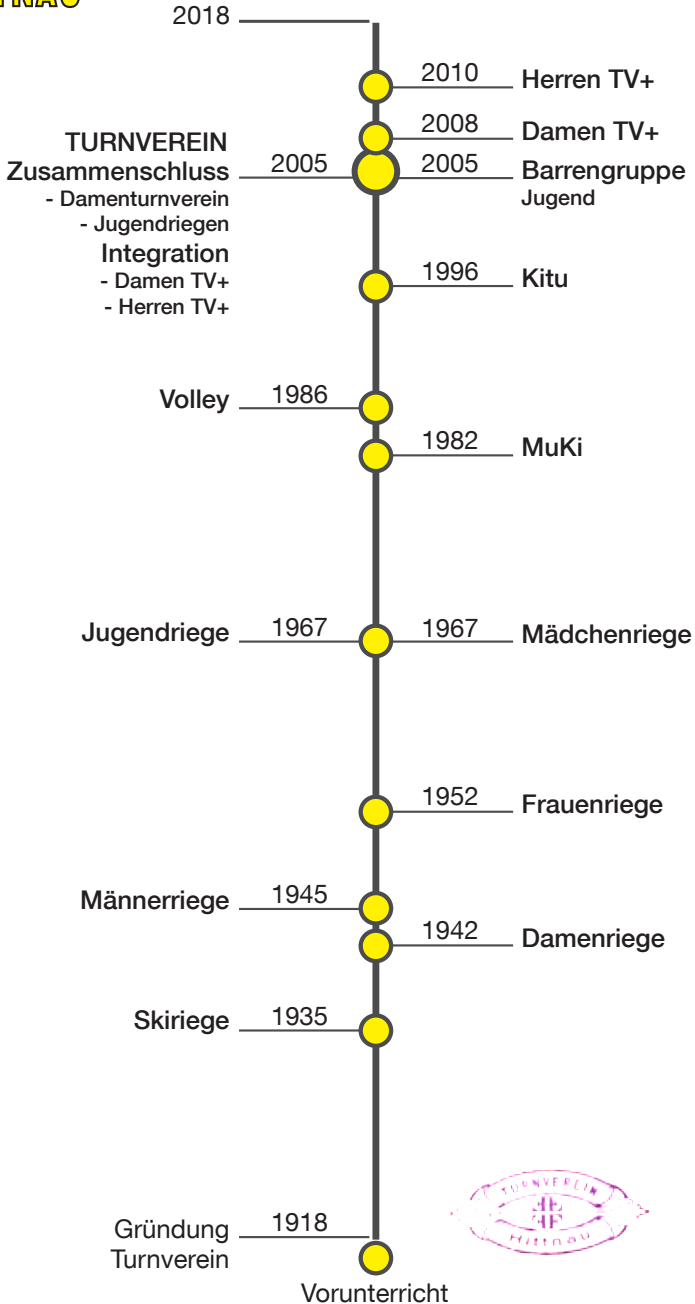 2018
2010 Herren TV+
2008 Damen TV+
TURNVEREIN
Zusammenschluss 2005
- Damenturnverein
- Jugendriegen
Integration
- Damen TV+
- Herren TV+
2005 Barrengruppe
Jugend
1996 Kitu
Volley 1986
1982 MuKi
Jugendriege 1967
1967 Mädchenriege
1952 Frauenriege
Männerriege 1945
1942 Damenriege
Skiriege 1935
Gründung 1918
Turnverein
Vorunterricht
TURNVEREIN
Hittnau